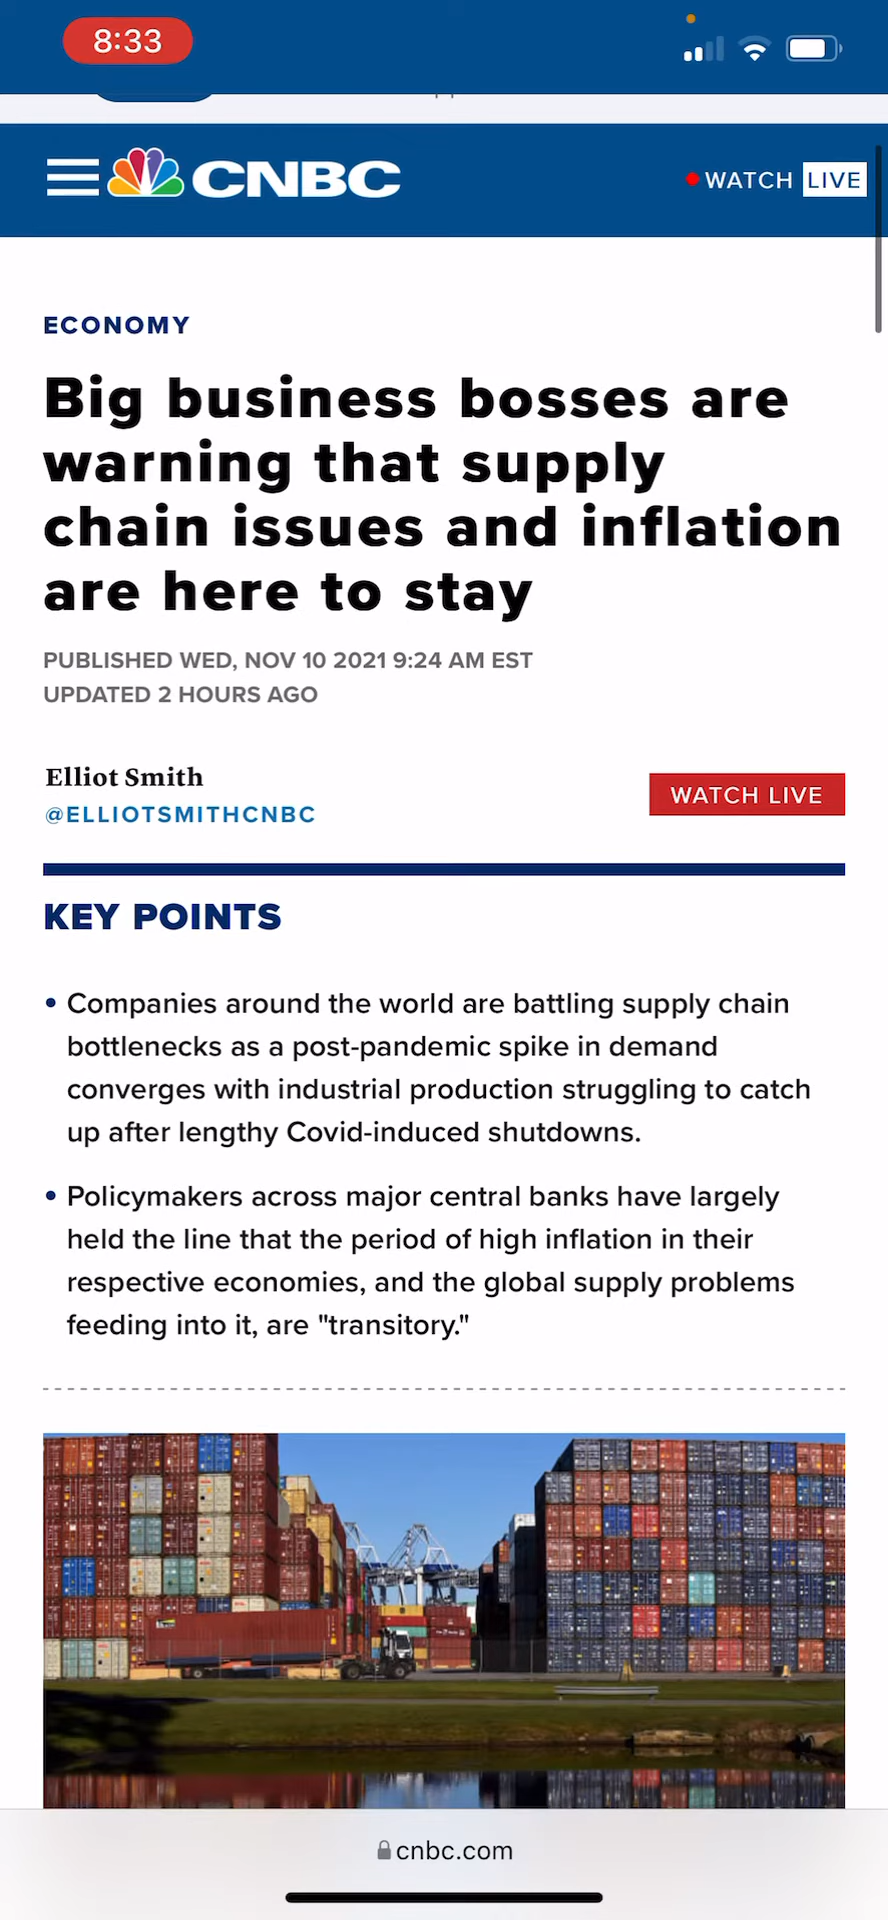 8:33
CNBC
WATCH LIVE
ECONOMY
Big business bosses are
warning that supply
chain issues and inflation
are here to stay
PUBLISHED WED, NOV 10 2021 9:24 AM EST
UPDATED 2 HOURS AGO
Elliot Smith
@ELLIOTSMITHCNBC
WATCH LIVE
KEY POINTS
• Companies around the world are battling supply chain
bottlenecks as a post-pandemic spike in demand
converges with industrial production struggling to catch
up after lengthy Covid-induced shutdowns.
• Policymakers across major central banks have largely
held the line that the period of high inflation in their
respective economies, and the global supply problems
feeding into it, are "transitory."
cnbc.com